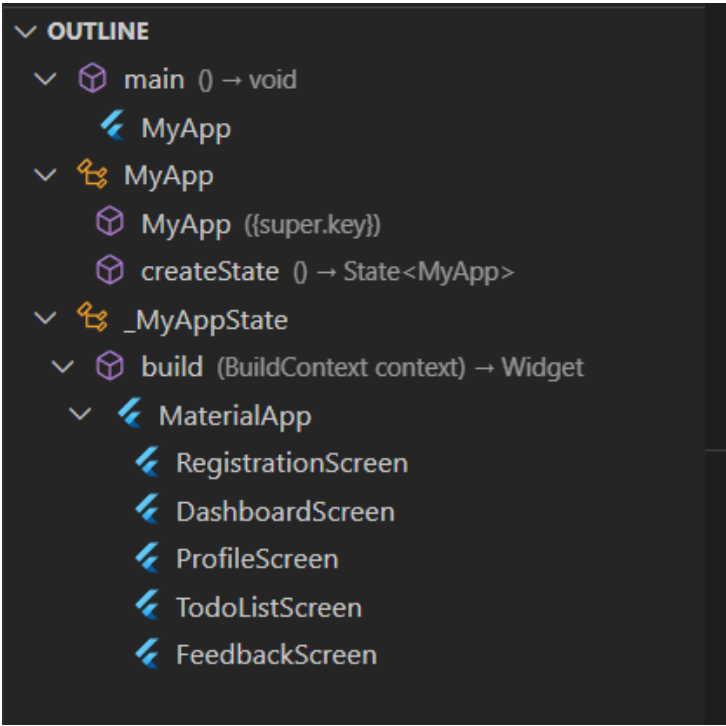 OUTLINE
main () → void
MyApp
MyApp
MyApp ({super.key})
createState () → State<MyApp>
_MyAppState
build (BuildContext context) → Widget
MaterialApp
RegistrationScreen
DashboardScreen
ProfileScreen
TodoListScreen
FeedbackScreen